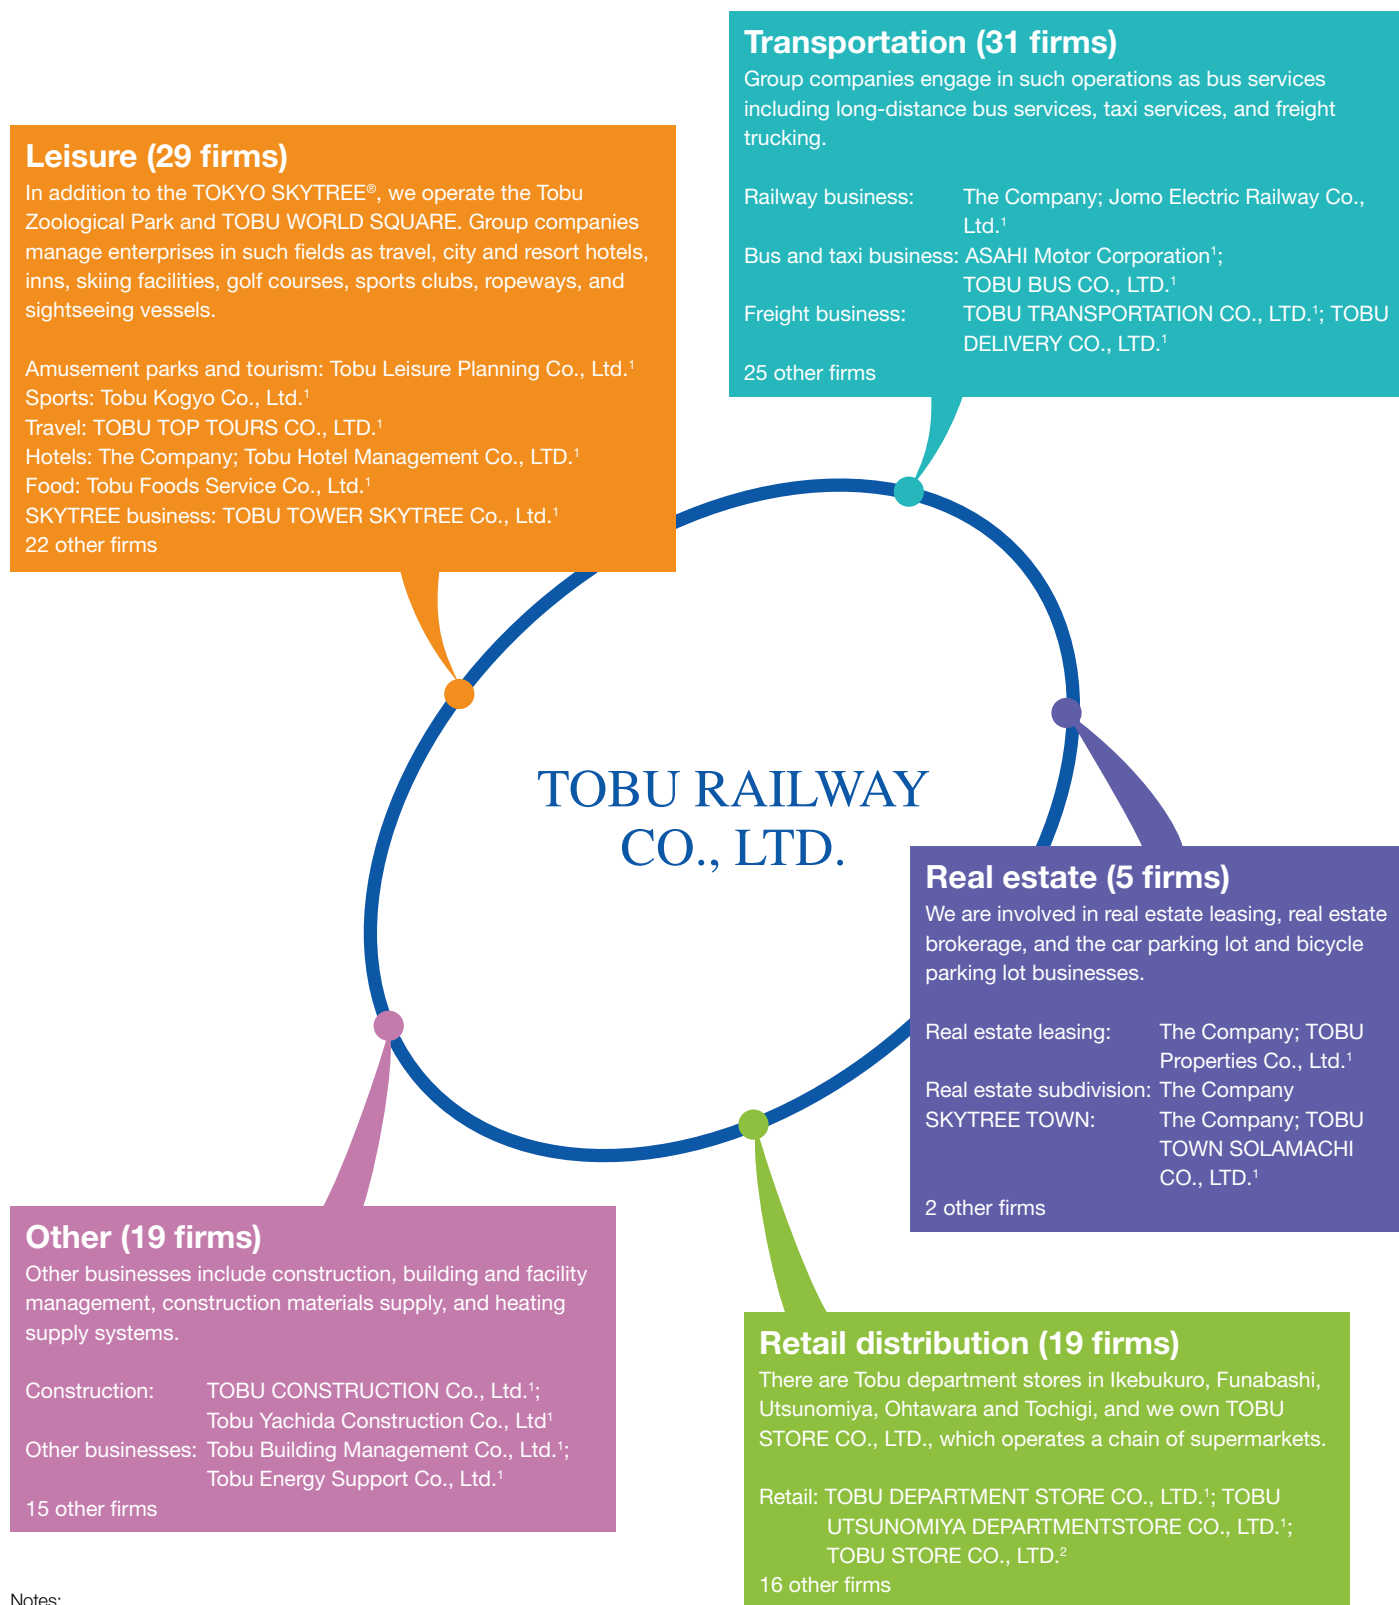 Transportation (31 firms)
Group companies engage in such operations as bus services
including long-distance bus services, taxi services, and freight
trucking.
Railway business: The Company; Jomo Electric Railway Co.,
Ltd.¹
Bus and taxi business: ASAHI Motor Corporation¹;
TOBU BUS CO., LTD.¹
Freight business: TOBU TRANSPORTATION CO., LTD.¹; TOBU
DELIVERY CO., LTD.¹
25 other firms
Leisure (29 firms)
In addition to the TOKYO SKYTREE®, we operate the Tobu
Zoological Park and TOBU WORLD SQUARE. Group companies
manage enterprises in such fields as travel, city and resort hotels,
inns, skiing facilities, golf courses, sports clubs, ropeways, and
sightseeing vessels.
Amusement parks and tourism: Tobu Leisure Planning Co., Ltd.¹
Sports: Tobu Kogyo Co., Ltd.¹
Travel: TOBU TOP TOURS CO., LTD.¹
Hotels: The Company; Tobu Hotel Management Co., LTD.¹
Food: Tobu Foods Service Co., Ltd.¹
SKYTREE business: TOBU TOWER SKYTREE Co., Ltd.¹
22 other firms
TOBU RAILWAY
CO., LTD.
Real estate (5 firms)
We are involved in real estate leasing, real estate
brokerage, and the car parking lot and bicycle
parking lot businesses.
Real estate leasing: The Company; TOBU
Properties Co., Ltd.¹
Real estate subdivision: The Company
SKYTREE TOWN: The Company; TOBU
TOWN SOLAMACHI
CO., LTD.¹
2 other firms
Other (19 firms)
Other businesses include construction, building and facility
management, construction materials supply, and heating
supply systems.
Construction: TOBU CONSTRUCTION Co., Ltd.¹;
Tobu Yachida Construction Co., Ltd¹
Other businesses: Tobu Building Management Co., Ltd.¹;
Tobu Energy Support Co., Ltd.¹
15 other firms
Retail distribution (19 firms)
There are Tobu department stores in Ikebukuro, Funabashi,
Utsunomiya, Ohtawara and Tochigi, and we own TOBU
STORE CO., LTD., which operates a chain of supermarkets.
Retail: TOBU DEPARTMENT STORE CO., LTD.¹; TOBU
UTSUNOMIYA DEPARTMENTSTORE CO., LTD.¹;
TOBU STORE CO., LTD.²
16 other firms
Notes: